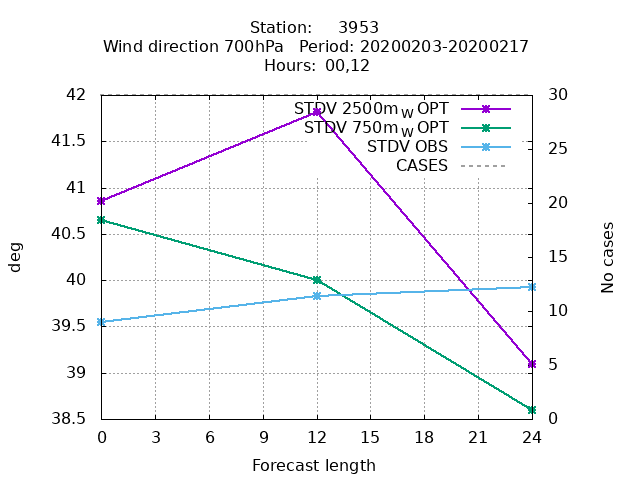 Station: 3953
Wind direction 700hPa Period: 20200203-20200217
Hours: 00,12
STDV 2500m W OPT
STDV 750m W OPT
STDV OBS
CASES
42
41.5
41
40.5
40
39.5
39
38.5
30
25
20
15
10
5
0
deg
No cases
0 3 6 9 12 15 18 21 24
Forecast length